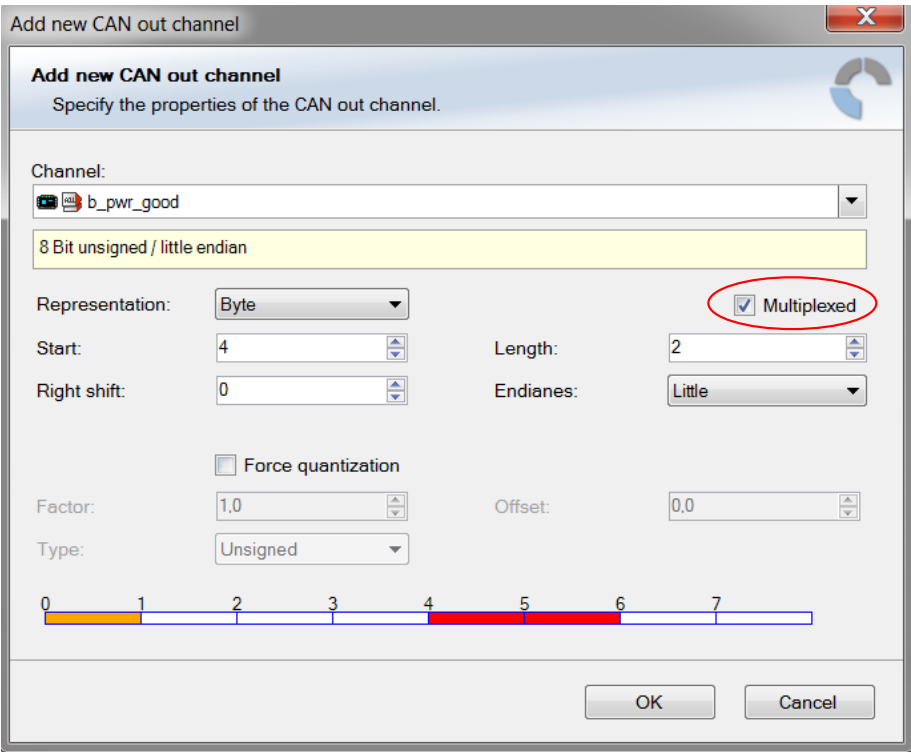 Add new CAN out channel
X
Add new CAN out channel
Specify the properties of the CAN out channel.
Channel:
b_pwr_good
8 Bit unsigned / little endian
Representation: Byte Multiplexed
Start: 4 Length: 2
Right shift: 0 Endianes: Little
Force quantization
Factor: 1,0 Offset: 0,0
Type: Unsigned
0 1 2 3 4 5 6 7
OK Cancel